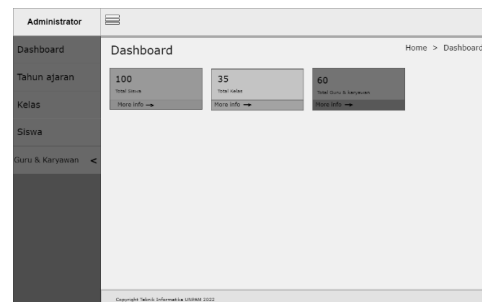 Administrator
Dashboard
Tahun ajaran
Kelas
Siswa
Guru & Karyawan <
Dashboard
Home > Dashboard
100
Total Siswa
More info →
35
Total Kelas
More info →
60
Total Guru & Karyawan
More info →
Copyright Teknik Informatika UNPAM 2022